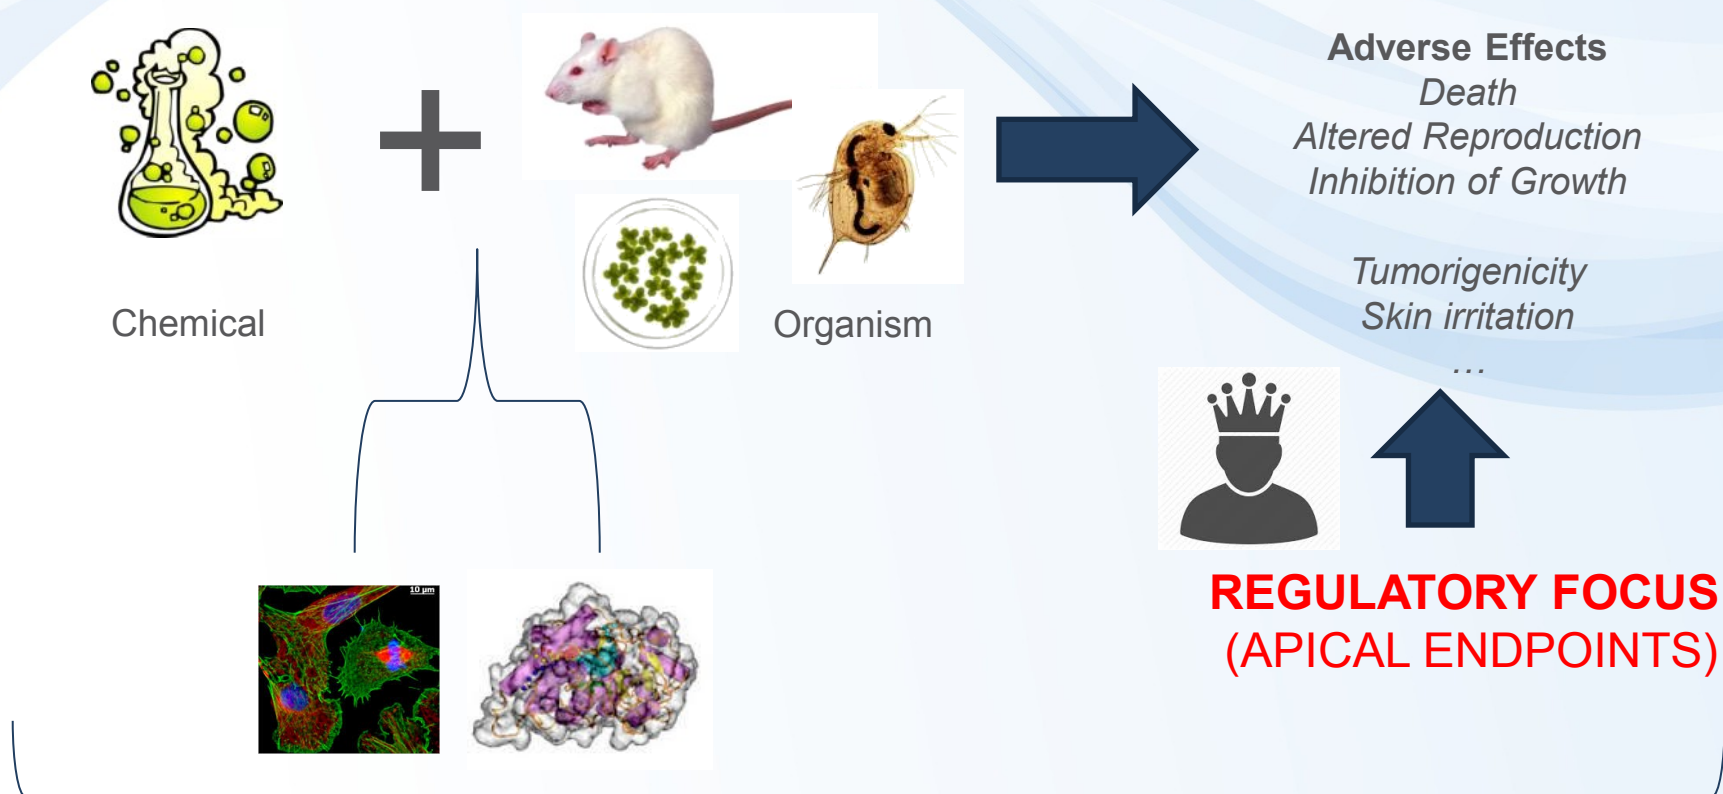 Adverse Effects
Death
Altered Reproduction
Inhibition of Growth
Tumorigenicity
Skin irritation
…
Chemical
Organism
10 µm
REGULATORY FOCUS
(APICAL ENDPOINTS)